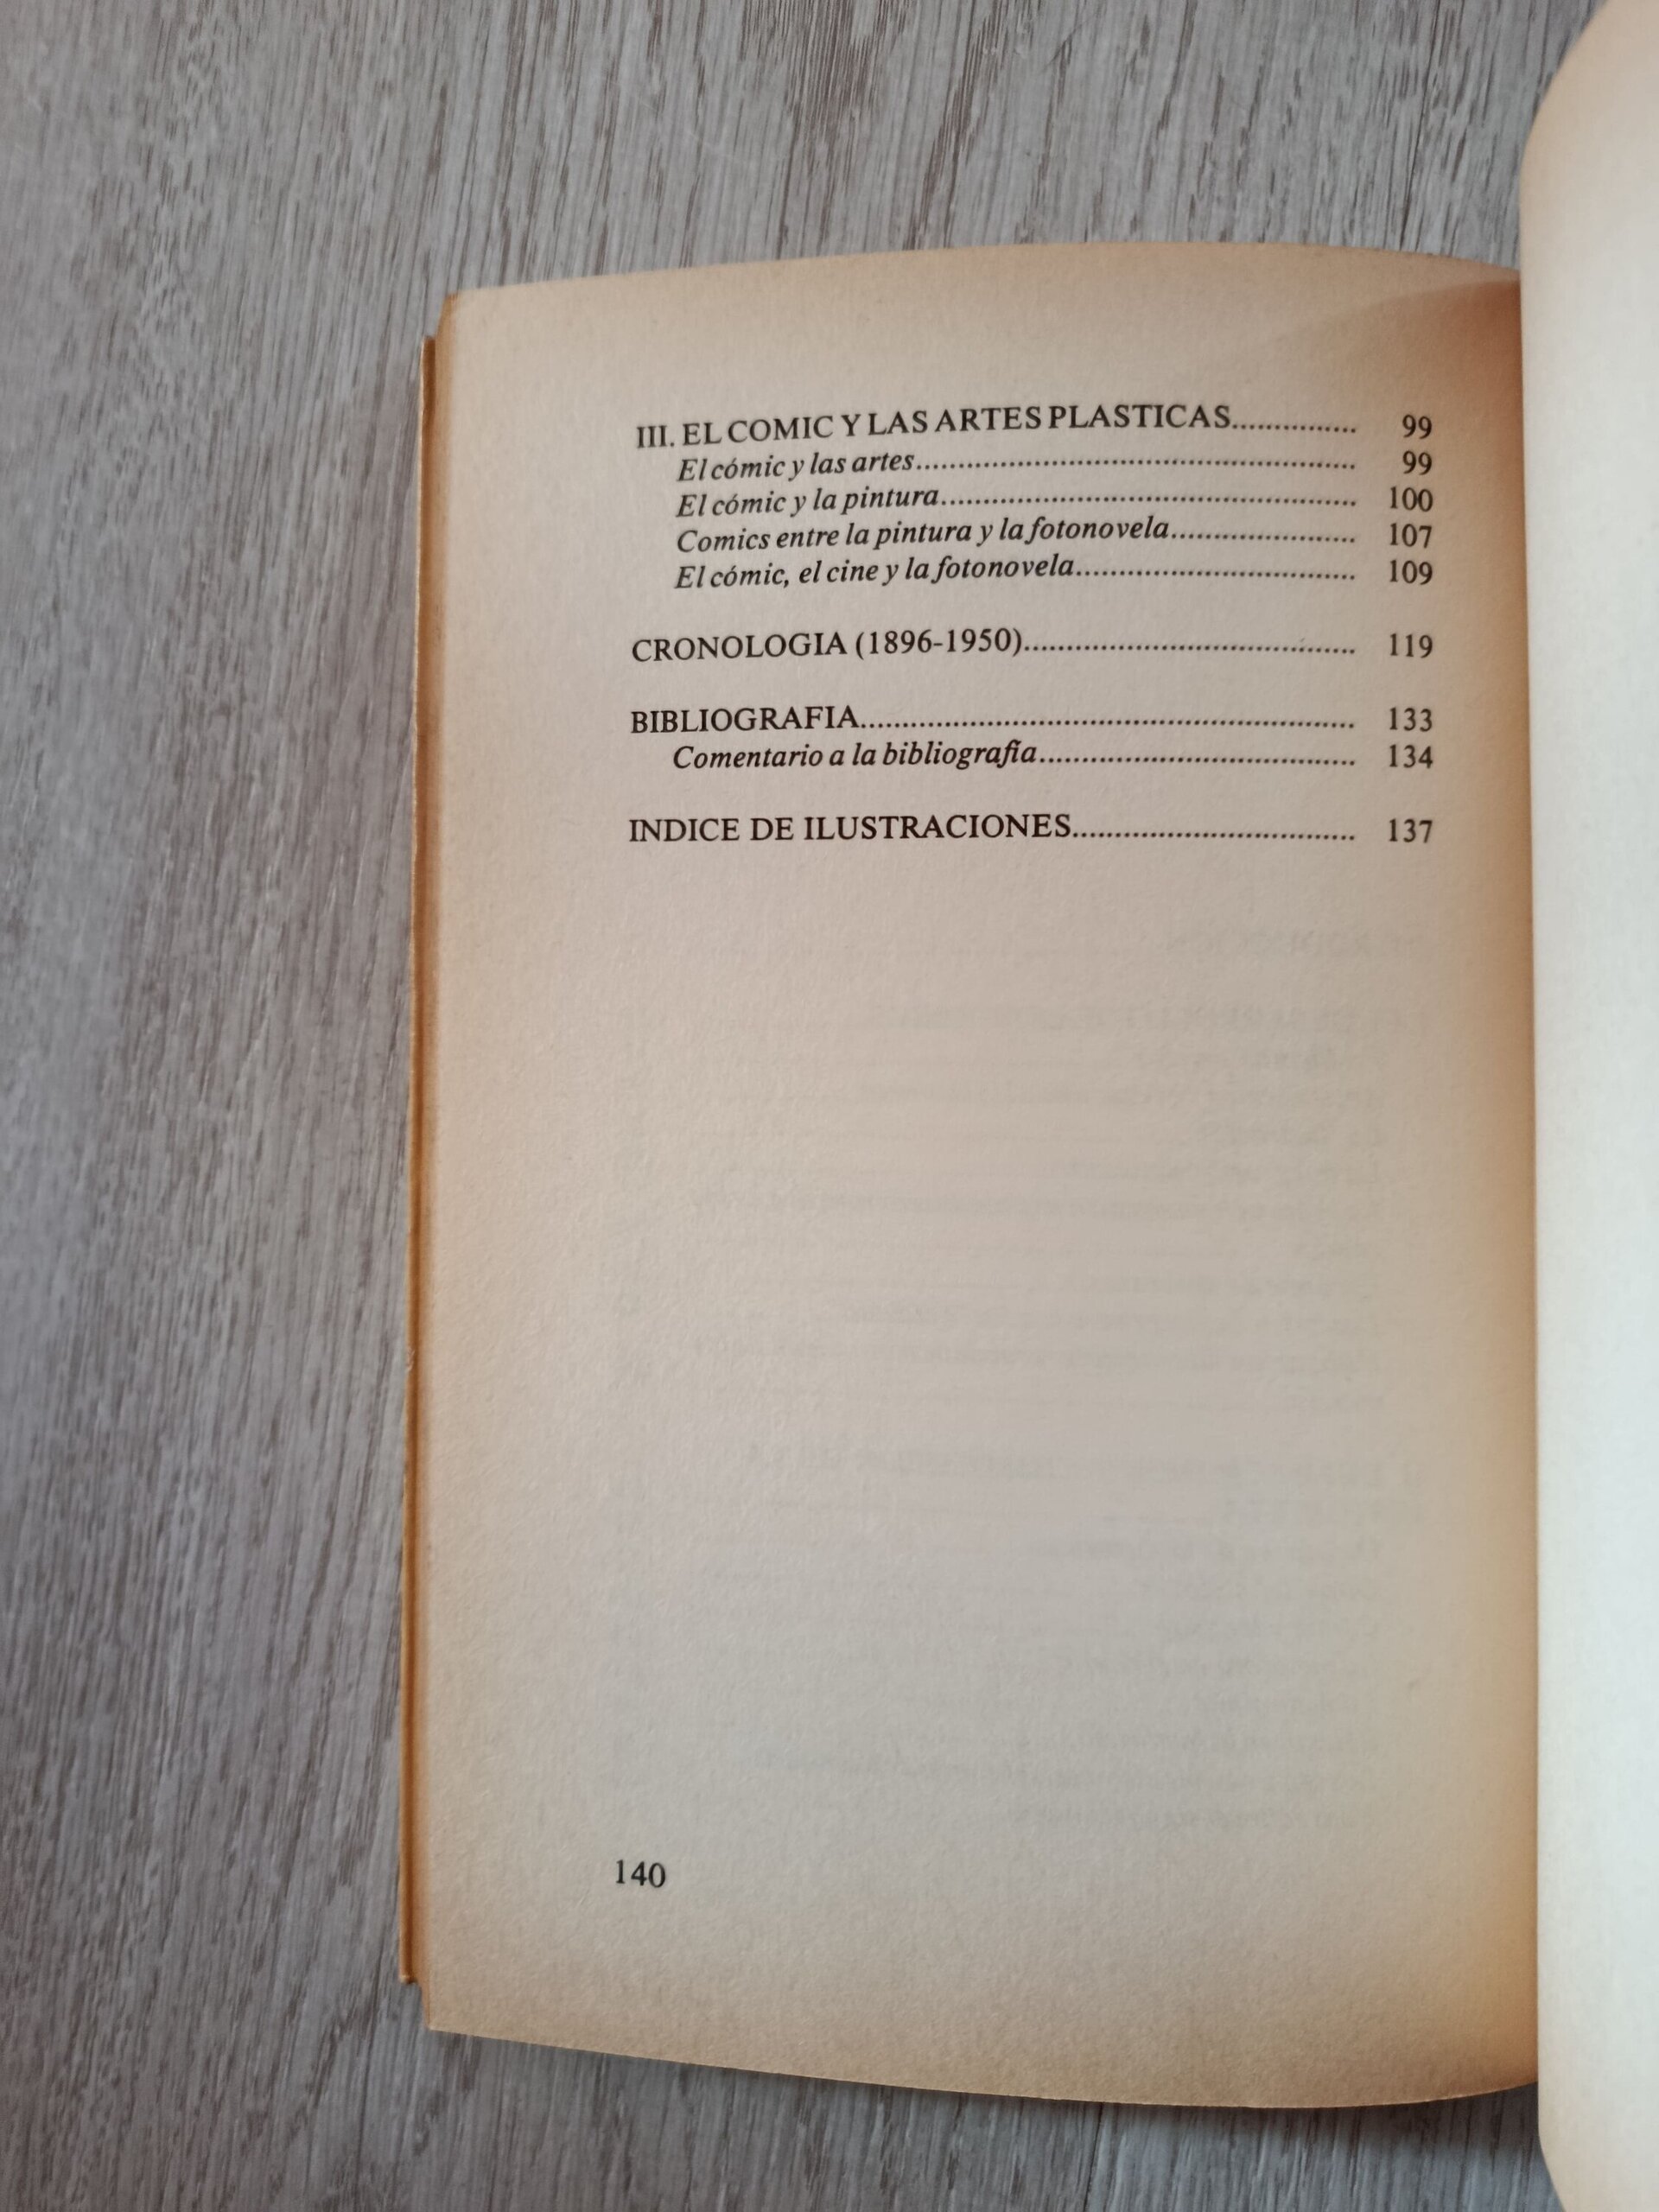 III. EL COMIC Y LAS ARTES PLASTICAS............... 99
El cómic y las artes..................................................... 99
El cómic y la pintura.................................................. 100
Comics entre la pintura y la fotonovela...................... 107
El cómic, el cine y la fotonovela.................................. 109
CRONOLOGIA (1896-1950)........................................ 119
BIBLIOGRAFIA............................................................ 133
Comentario a la bibliografía...................................... 134
INDICE DE ILUSTRACIONES.................................. 137
140